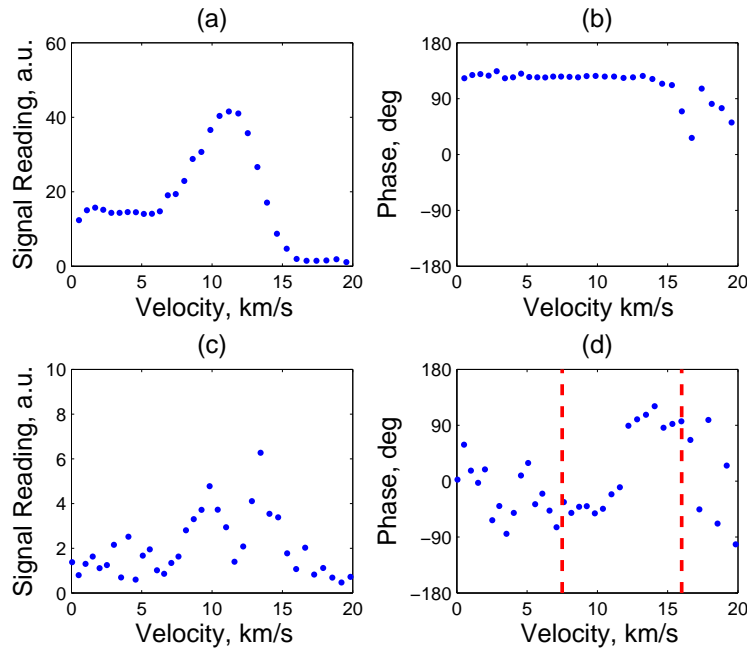 (a)
Signal Reading, a.u.
60
40
20
0
0 5 10 15 20
Velocity, km/s
(b)
Phase, deg
180
90
0
−90
−180
0 5 10 15 20
Velocity km/s
(c)
Signal Reading, a.u.
10
8
6
4
2
0
0 5 10 15 20
Velocity, km/s
(d)
Phase, deg
180
90
0
−90
−180
0 5 10 15 20
Velocity, km/s